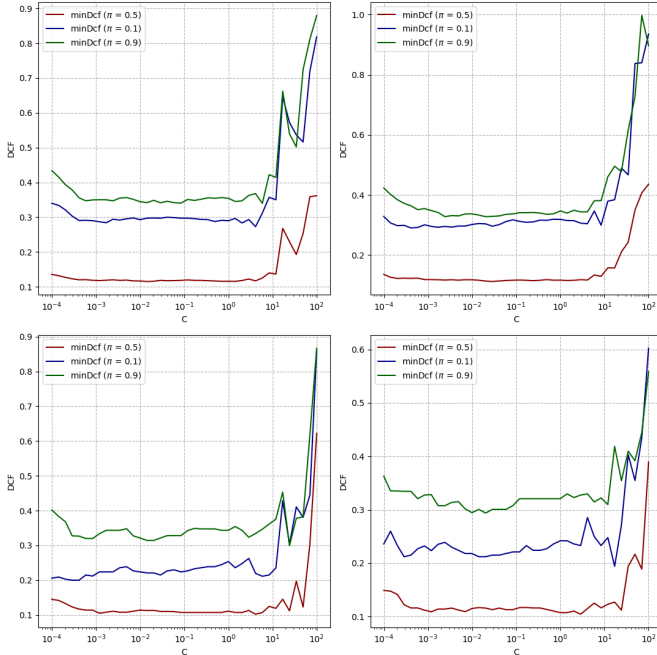 0.9
0.8
0.7
0.6
0.5
0.4
0.3
0.2
0.1
DCF
minDcf (π = 0.5)
minDcf (π = 0.1)
minDcf (π = 0.9)
10⁻⁴ 10⁻³ 10⁻² 10⁻¹ 10⁰ 10¹ 10²
C
1.0
0.8
0.6
0.4
0.2
DCF
minDcf (π = 0.5)
minDcf (π = 0.1)
minDcf (π = 0.9)
10⁻⁴ 10⁻³ 10⁻² 10⁻¹ 10⁰ 10¹ 10²
C
0.9
0.8
0.7
0.6
0.5
0.4
0.3
0.2
0.1
DCF
minDcf (π = 0.5)
minDcf (π = 0.1)
minDcf (π = 0.9)
10⁻⁴ 10⁻³ 10⁻² 10⁻¹ 10⁰ 10¹ 10²
C
0.6
0.5
0.4
0.3
0.2
0.1
DCF
minDcf (π = 0.5)
minDcf (π = 0.1)
minDcf (π = 0.9)
10⁻⁴ 10⁻³ 10⁻² 10⁻¹ 10⁰ 10¹ 10²
C